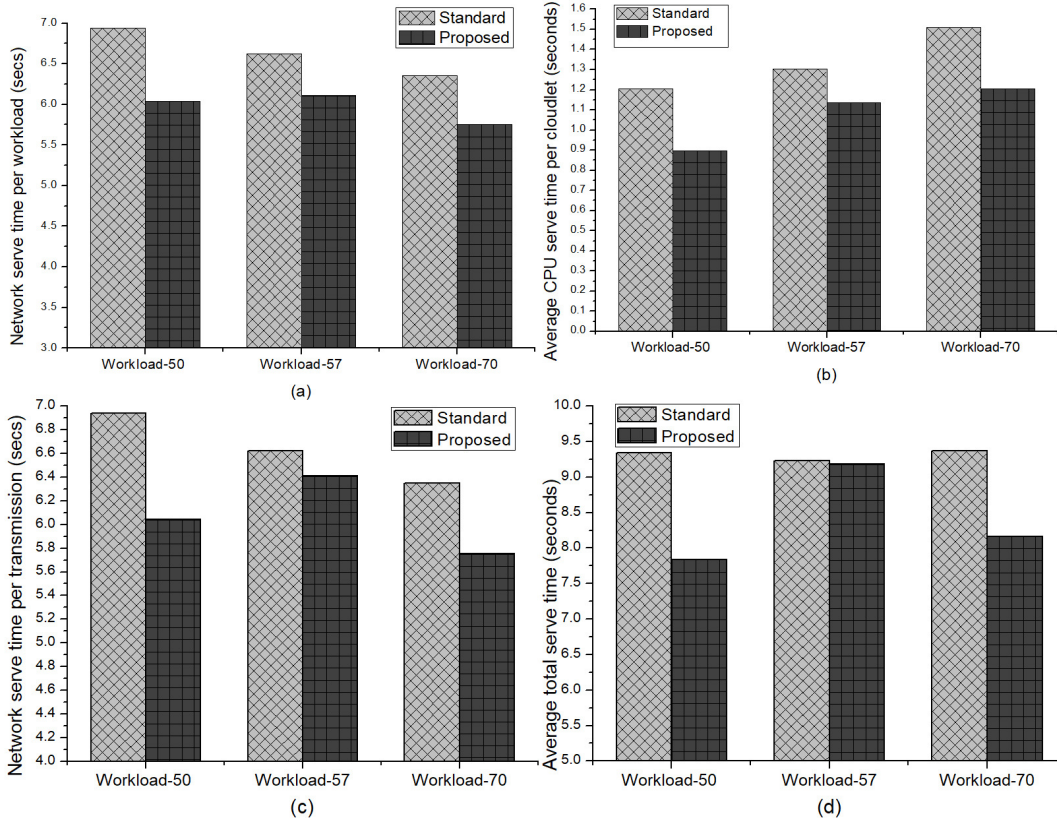 Network serve time per workload (secs)
7.0
6.5
6.0
5.5
5.0
4.5
4.0
3.5
3.0
Standard
Proposed
Workload-50
Workload-57
Workload-70
(a)
Average CPU serve time per cloudlet (seconds)
1.6
1.5
1.4
1.3
1.2
1.1
1.0
0.9
0.8
0.7
0.6
0.5
0.4
0.3
0.2
0.1
0.0
Standard
Proposed
Workload-50
Workload-57
Workload-70
(b)
Network serve time per transmission (secs)
7.0
6.8
6.6
6.4
6.2
6.0
5.8
5.6
5.4
5.2
5.0
4.8
4.6
4.4
4.2
4.0
Standard
Proposed
Workload-50
Workload-57
Workload-70
(c)
Average total serve time (seconds)
10.0
9.5
9.0
8.5
8.0
7.5
7.0
6.5
6.0
5.5
5.0
Standard
Proposed
Workload-50
Workload-57
Workload-70
(d)